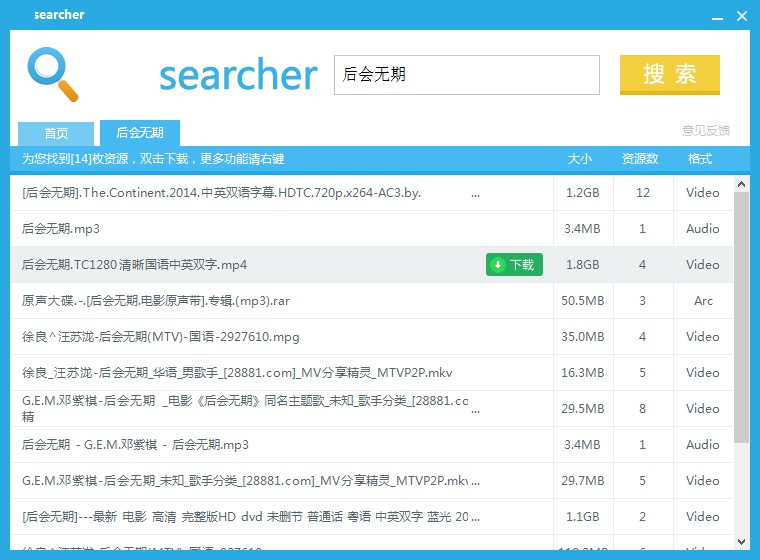 searcher
searcher
后会无期
搜 索
首页
后会无期
意见反馈
为您找到[14]枚资源，双击下载，更多功能请右键 大小 资源数 格式
[后会无期].The.Continent.2014.中英双语字幕.HDTC.720p.x264-AC3.by. ... 1.2GB 12 Video
后会无期.mp3 3.4MB 1 Audio
后会无期.TC1280清晰国语中英双字.mp4 下载 1.8GB 4 Video
原声大碟.-.[后会无期.电影原声带].专辑.(mp3).rar 50.5MB 3 Arc
徐良^汪苏泷-后会无期(MTV)-国语-2927610.mpg 35.0MB 4 Video
徐良_汪苏泷-后会无期_华语_男歌手_[28881.com]_MV分享精灵_MTVP2P.mkv 16.3MB 5 Video
G.E.M.邓紫棋-后会无期 _电影《后会无期》同名主题歌_未知_歌手分类_[28881.cc
精 ... 29.5MB 8 Video
后会无期 - G.E.M.邓紫棋 - 后会无期.mp3 3.4MB 1 Audio
G.E.M.邓紫棋-后会无期_未知_歌手分类_[28881.com]_MV分享精灵_MTVP2P.mkv ... 29.7MB 5 Video
[后会无期]---最新 电影 高清 完整版HD dvd 未删节 普通话 粤语 中英双字 蓝光 20 ... 1.1GB 2 Video